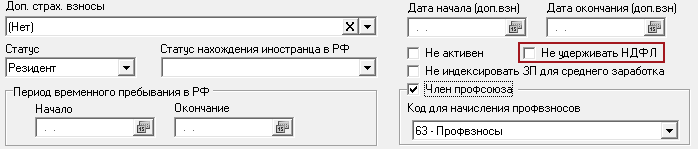 Доп. страх. взносы
(Нет)
Дата начала (доп.взн)
Дата окончания (доп.взн)
. .
. .
Статус
Резидент
Статус нахождения иностранца в РФ
Не активен
Не удерживать НДФЛ
Не индексировать ЗП для среднего заработка
Член профсоюза
Период временного пребывания в РФ
Начало
. .
Окончание
. .
Код для начисления профвзносов
63 - Профвзносы